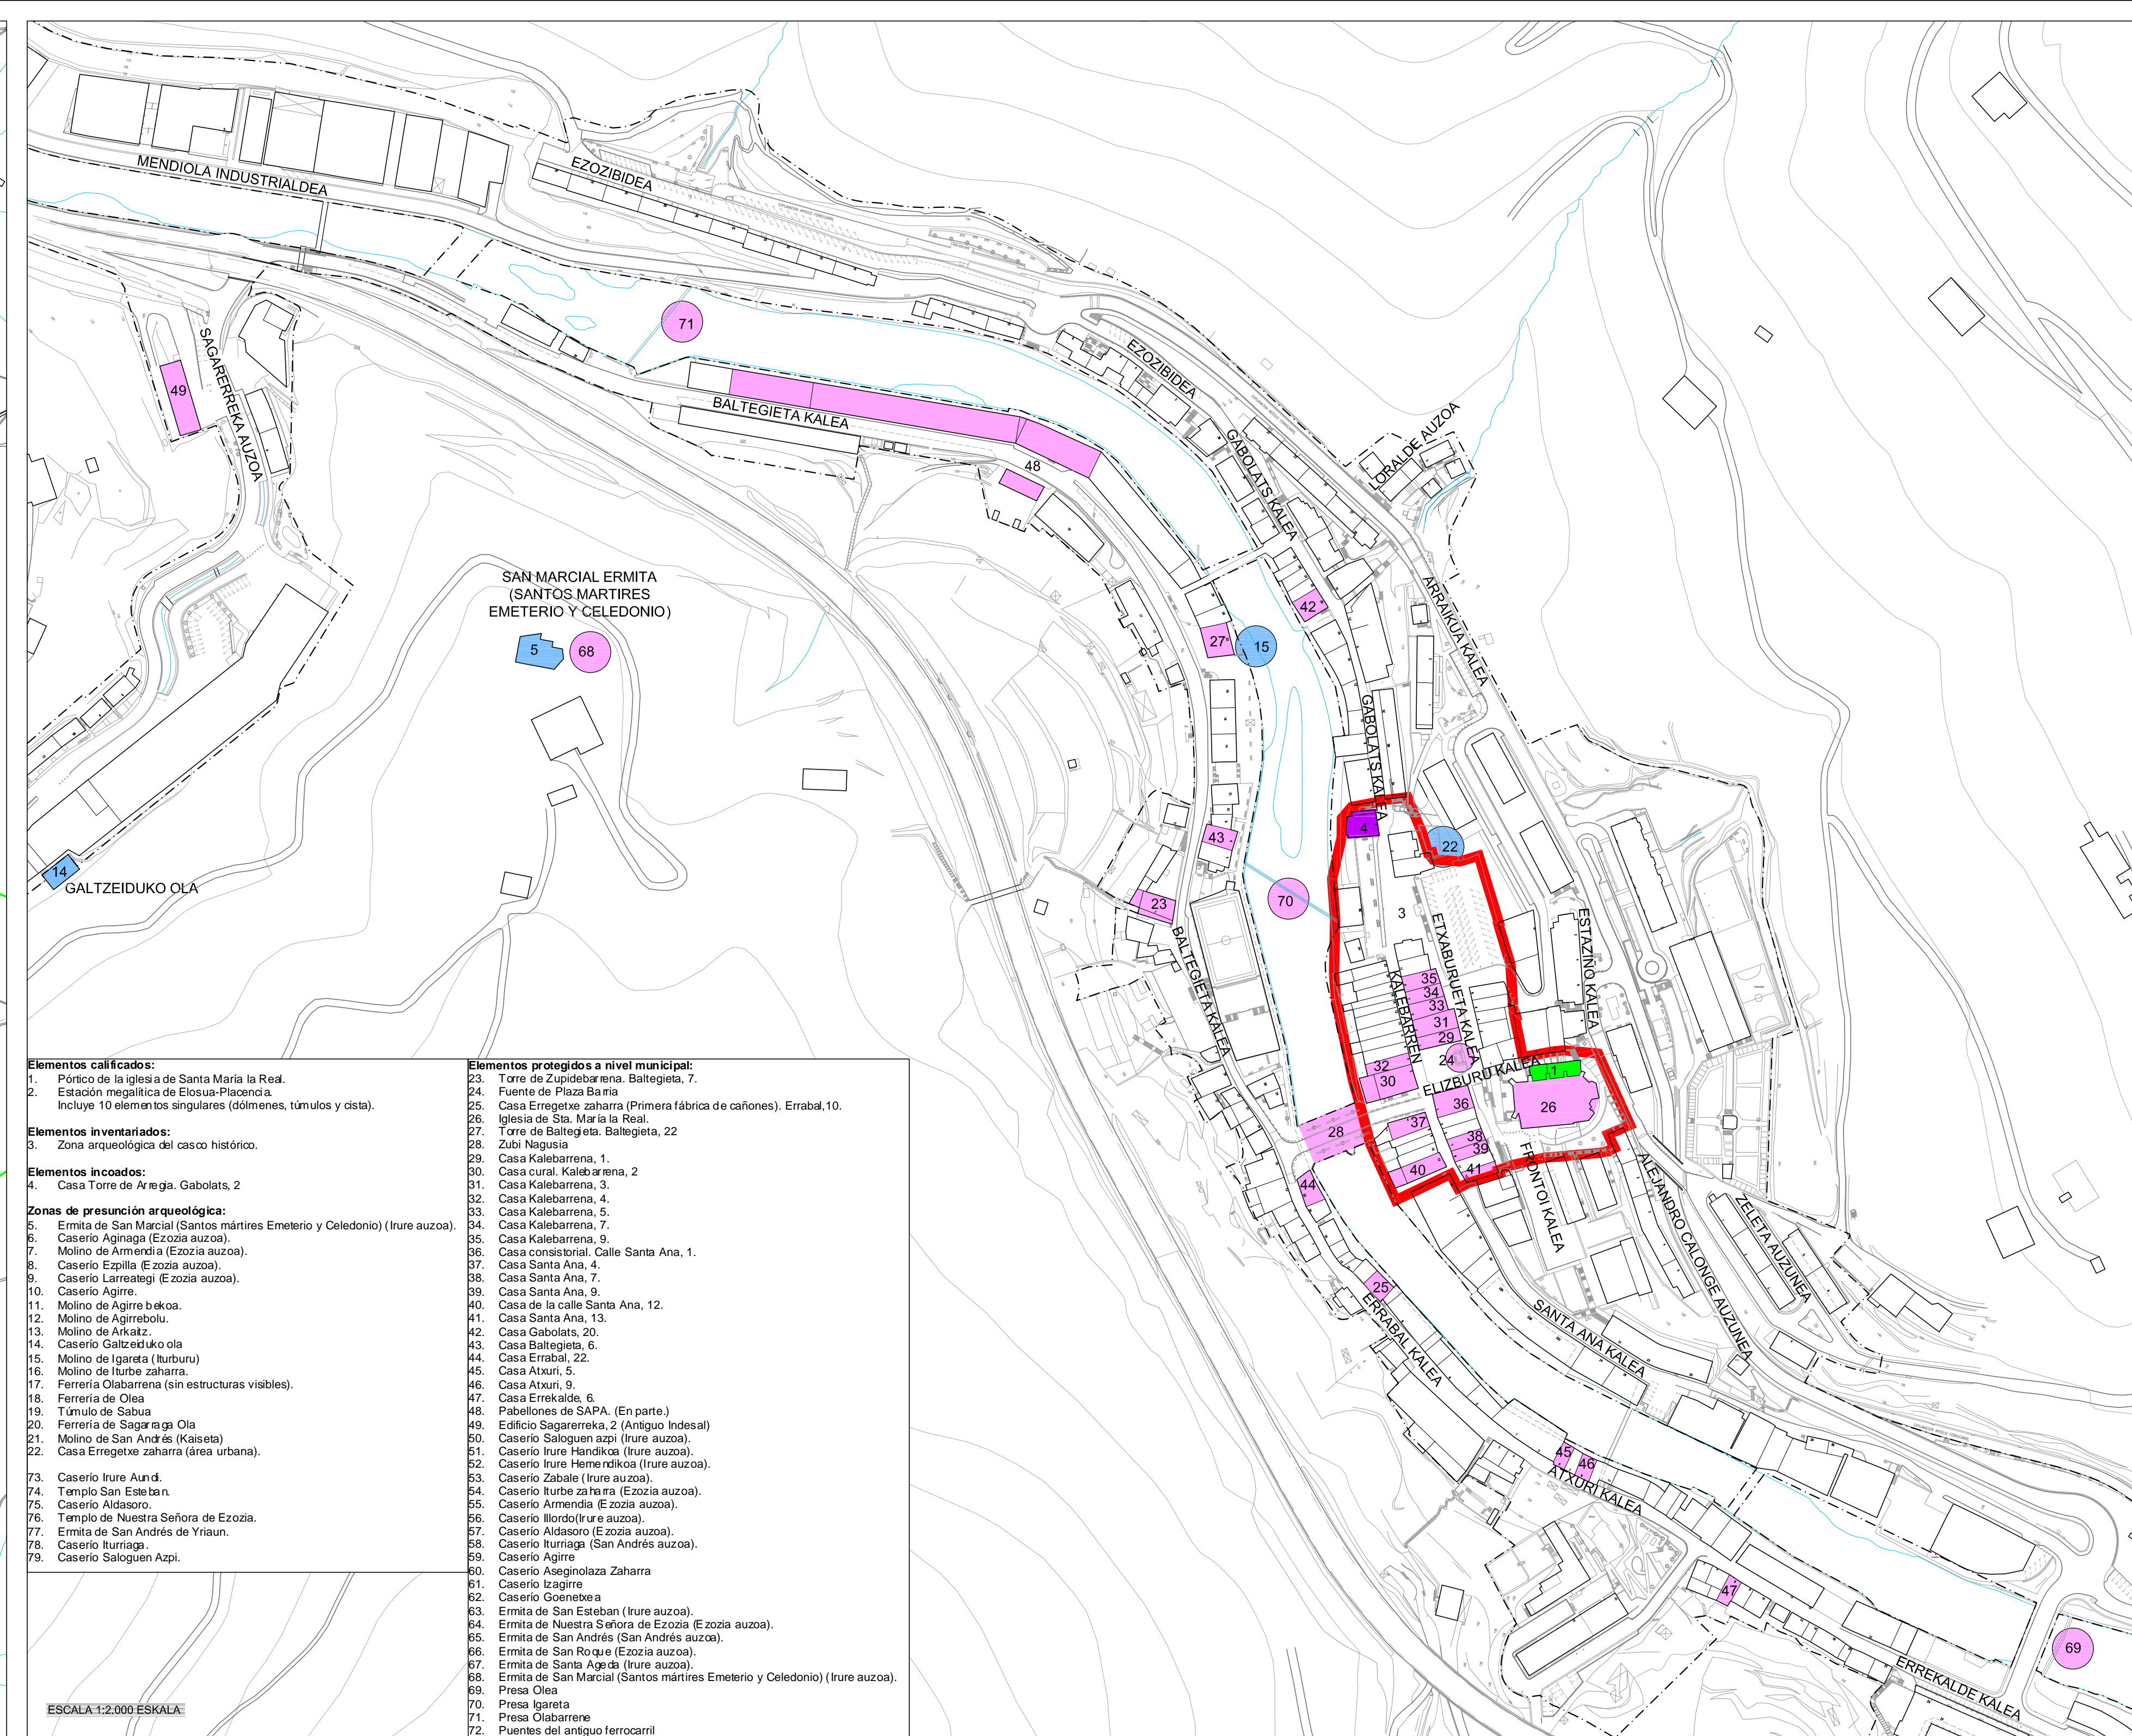 MENDIOLA INDUSTRIALDEA
EZOZIBIDEA
71
EZOZIBIDEA
SAGARERREKA AUZOA
49
BALTEGIETA KALEA
48
GABOLATS KALEA
LORALDE AUZOA
SAN MARCIAL ERMITA
(SANTOS MARTIRES
EMETERIO Y CELEDONIO)
5
68
42
27
15
ARRAIKUA KALEA
GABOLATS KALEA
4
43
22
14
GALTZEIDUKO OLA
23
70
3
BALTEGIETA KALEA
ETXABURUETA KALEA
ESTAZIÑO KALEA
KALEBARREN
35
34
33
31
29
24
32
30
ELIZBURU KALEA
1
36
26
37
28
38
39
40
41
44
FRONTOI KALEA
ALEJANDRO CALONGE AUZUNEA
ZELETA AUZUNEA
25
ERRABAL KALEA
SANTA ANA KALEA
45
46
ATXURI KALEA
47
69
ERREKALDE KALEA
Elementos calificados:
1. Pórtico de la iglesia de Santa María la Real.
2. Estación megalítica de Elosua-Placencia.
Incluye 10 elementos singulares (dólmenes, túmulos y cista).
Elementos inventariados:
3. Zona arqueológica del casco histórico.
Elementos incoados:
4. Casa Torre de Arregia. Gabolats, 2
Zonas de presunción arqueológica:
5. Ermita de San Marcial (Santos mártires Emeterio y Celedonio) (Irure auzoa).
6. Caserío Aginaga (Ezozia auzoa).
7. Molino de Armendia (Ezozia auzoa).
8. Caserío Ezpilla (Ezozia auzoa).
9. Caserío Larreategi (Ezozia auzoa).
10. Caserío Agirre.
11. Molino de Agirre bekoa.
12. Molino de Agirrebolu.
13. Molino de Arkaitz.
14. Caserío Galtzeiduko ola
15. Molino de Igareta (Iturburu)
16. Molino de Iturbe zaharra.
17. Ferrería Olabarrena (sin estructuras visibles).
18. Ferrería de Olea
19. Túmulo de Sabua
20. Ferrería de Sagarraga Ola
21. Molino de San Andrés (Kaiseta)
22. Casa Erregetxe zaharra (área urbana).
73. Caserío Irure Aundi.
74. Templo San Esteban.
75. Caserío Aldasoro.
76. Templo de Nuestra Señora de Ezozia.
77. Ermita de San Andrés de Yriaun.
78. Caserío Iturriaga.
79. Caserío Saloguen Azpi.
Elementos protegidos a nivel municipal:
23. Torre de Zupidebarrena. Baltegieta, 7.
24. Fuente de Plaza Barria
25. Casa Erregetxe zaharra (Primera fábrica de cañones). Errabal,10.
26. Iglesia de Sta. María la Real.
27. Torre de Baltegieta. Baltegieta, 22
28. Zubi Nagusia
29. Casa Kalebarrena, 1.
30. Casa cural. Kalebarrena, 2
31. Casa Kalebarrena, 3.
32. Casa Kalebarrena, 4.
33. Casa Kalebarrena, 5.
34. Casa Kalebarrena, 7.
35. Casa Kalebarrena, 9.
36. Casa consistorial. Calle Santa Ana, 1.
37. Casa Santa Ana, 4.
38. Casa Santa Ana, 7.
39. Casa Santa Ana, 9.
40. Casa de la calle Santa Ana, 12.
41. Casa Santa Ana, 13.
42. Casa Gabolats, 20.
43. Casa Baltegieta, 6.
44. Casa Errabal, 22.
45. Casa Atxuri, 5.
46. Casa Atxuri, 9.
47. Casa Errekalde, 6.
48. Pabellones de SAPA. (En parte.)
49. Edificio Sagarerreka, 2 (Antiguo Indesal)
50. Caserío Saloguen azpi (Irure auzoa).
51. Caserío Irure Handikoa (Irure auzoa).
52. Caserío Irure Hemendikoa (Irure auzoa).
53. Caserío Zabale (Irure auzoa).
54. Caserío Iturbe zaharra (Ezozia auzoa).
55. Caserío Armendia (Ezozia auzoa).
56. Caserío Illordo(Irure auzoa).
57. Caserío Aldasoro (Ezozia auzoa).
58. Caserío Iturriaga (San Andrés auzoa).
59. Caserío Agirre
60. Caserío Aseginolaza Zaharra
61. Caserío Izagirre
62. Caserío Goenetxea
63. Ermita de San Esteban (Irure auzoa).
64. Ermita de Nuestra Señora de Ezozia (Ezozia auzoa).
65. Ermita de San Andrés (San Andrés auzoa).
66. Ermita de San Roque (Ezozia auzoa).
67. Ermita de Santa Ageda (Irure auzoa).
68. Ermita de San Marcial (Santos mártires Emeterio y Celedonio) (Irure auzoa).
69. Presa Olea
70. Presa Igareta
71. Presa Olabarrene
72. Puentes del antiguo ferrocarril
ESCALA 1:2.000 ESKALA